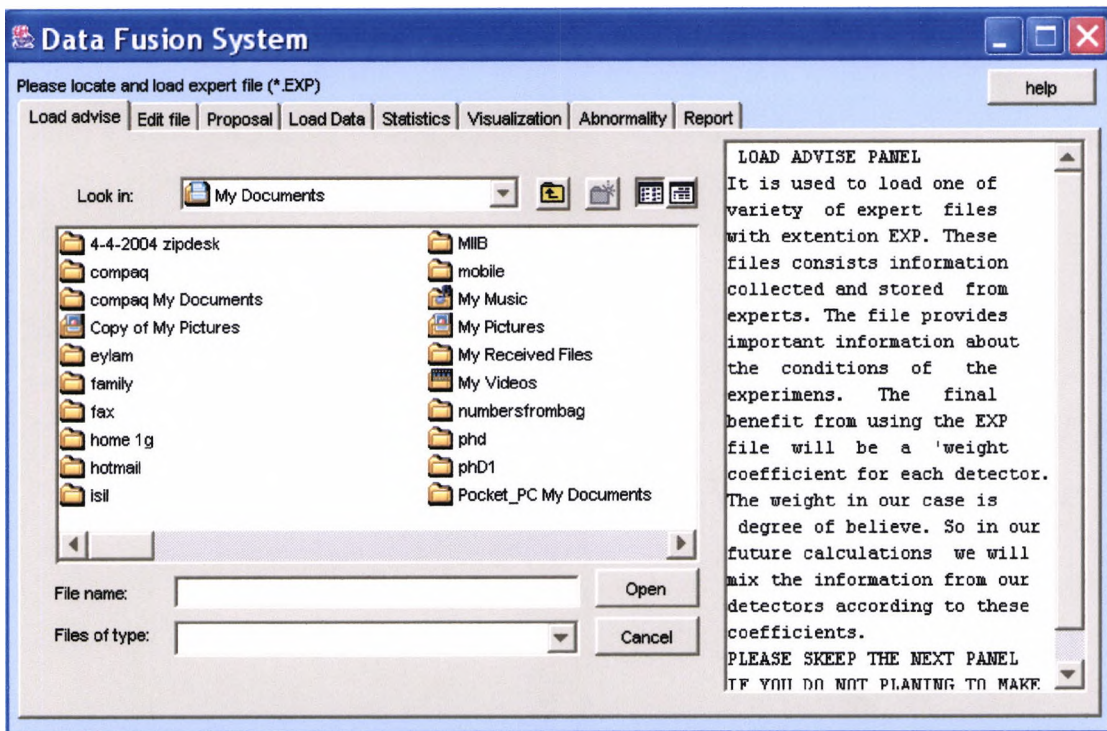 Data Fusion System
Please locate and load expert file (*.EXP)
help
Load advise Edit file Proposal Load Data Statistics Visualization Abnormality Report
Look in: My Documents
4-4-2004 zipdesk
compaq
compaq My Documents
Copy of My Pictures
eylam
family
fax
home 1g
hotmail
isil
MIIB
mobile
My Music
My Pictures
My Received Files
My Videos
numbersfrombag
phd
phD1
Pocket_PC My Documents
File name:
Open
Files of type:
Cancel
LOAD ADVISE PANEL
It is used to load one of
variety of expert files
with extention EXP. These
files consists information
collected and stored from
experts. The file provides
important information about
the conditions of the
experimens. The final
benefit from using the EXP
file will be a 'weight
coefficient for each detector.
The weight in our case is
degree of believe. So in our
future calculations we will
mix the information from our
detectors according to these
coefficients.
PLEASE SKEEP THE NEXT PANEL
IF YOU DO NOT PLANING TO MAKE